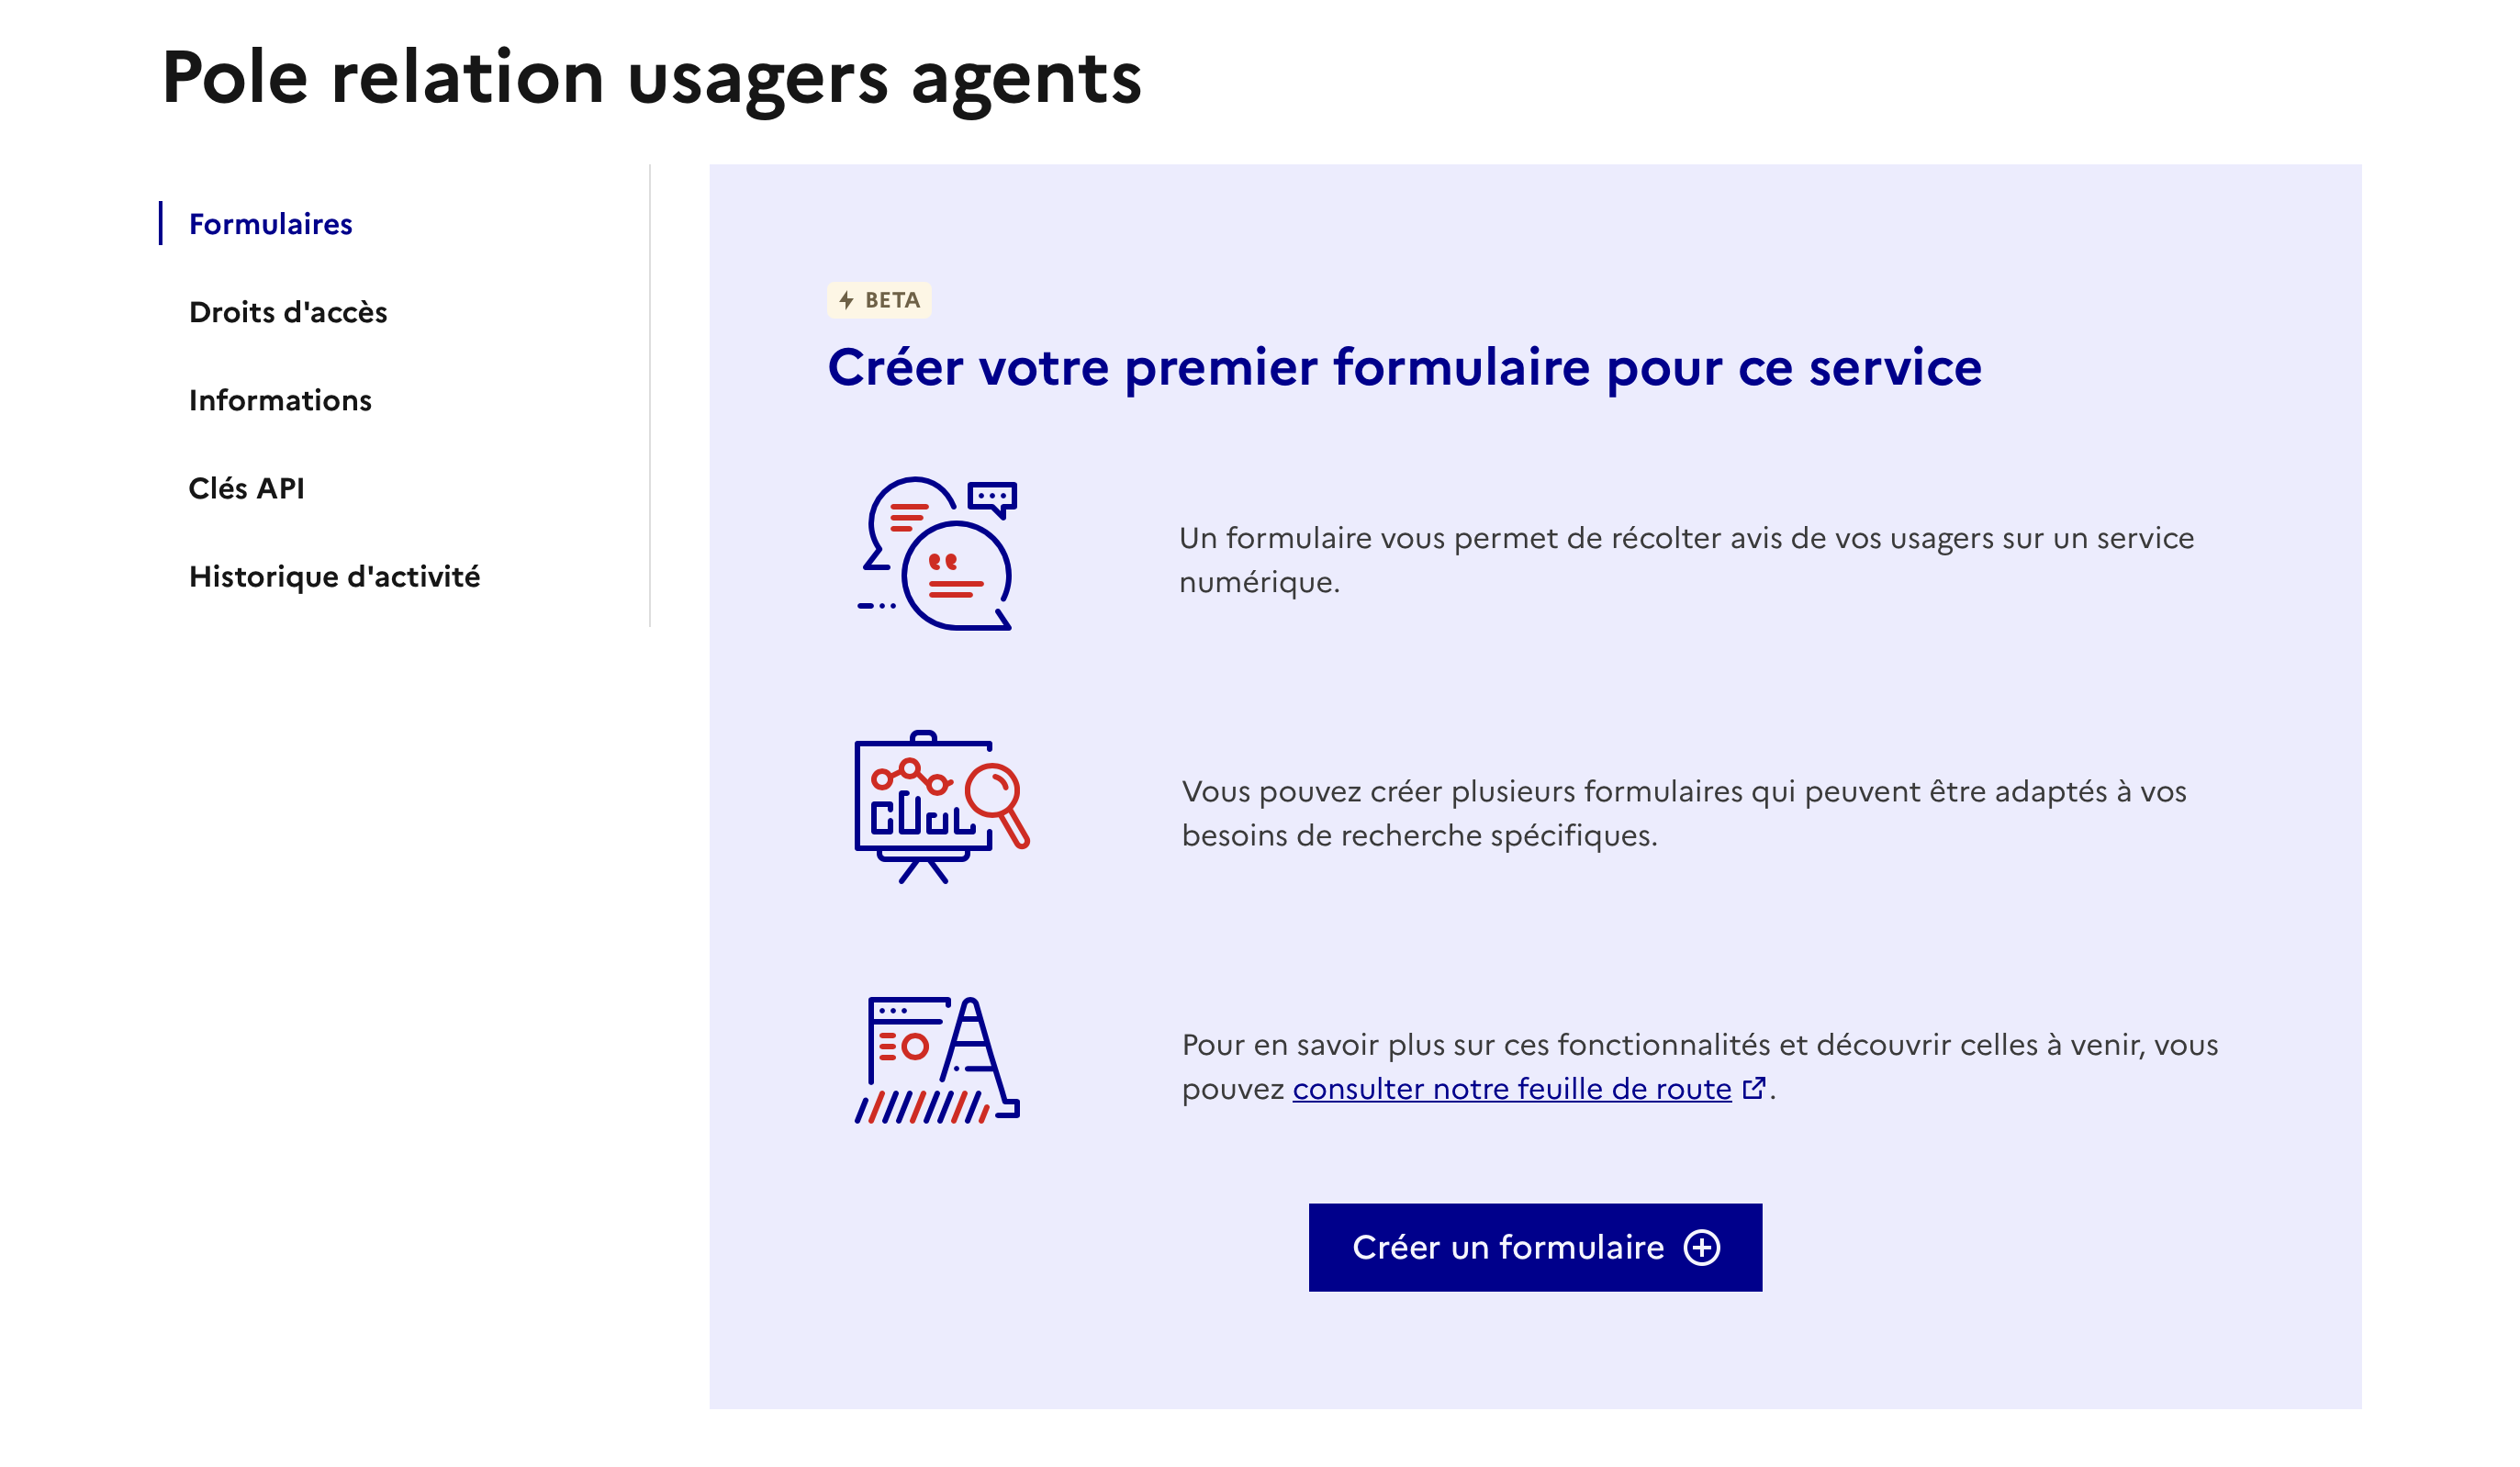 Pole relation usagers agents
Formulaires
Droits d'accès
Informations
Clés API
Historique d'activité
BETA
Créer votre premier formulaire pour ce service
Un formulaire vous permet de récolter avis de vos usagers sur un service
numérique.
Vous pouvez créer plusieurs formulaires qui peuvent être adaptés à vos
besoins de recherche spécifiques.
Pour en savoir plus sur ces fonctionnalités et découvrir celles à venir, vous
pouvez consulter notre feuille de route.
Créer un formulaire